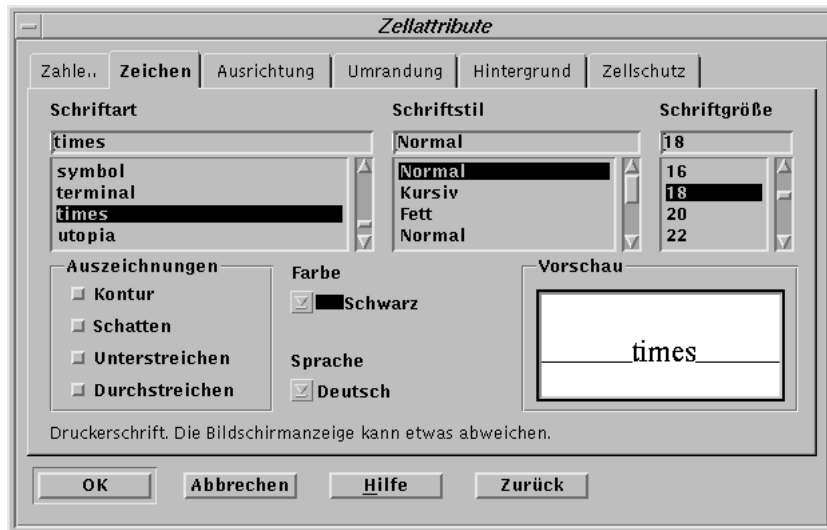 Zellattribute
Zahle.. Zeichen Ausrichtung Umrandung Hintergrund Zellschutz
Schriftart Schriftstil Schriftgröße
times Normal 18
symbol Normal 16
terminal Kursiv 18
times Fett 20
utopia Normal 22
Auszeichnungen Farbe Vorschau
Kontur Schwarz
Schatten
times
Unterstreichen Sprache
Durchstreichen Deutsch
Druckerschrift. Die Bildschirmanzeige kann etwas abweichen.
OK Abbrechen Hilfe Zurück